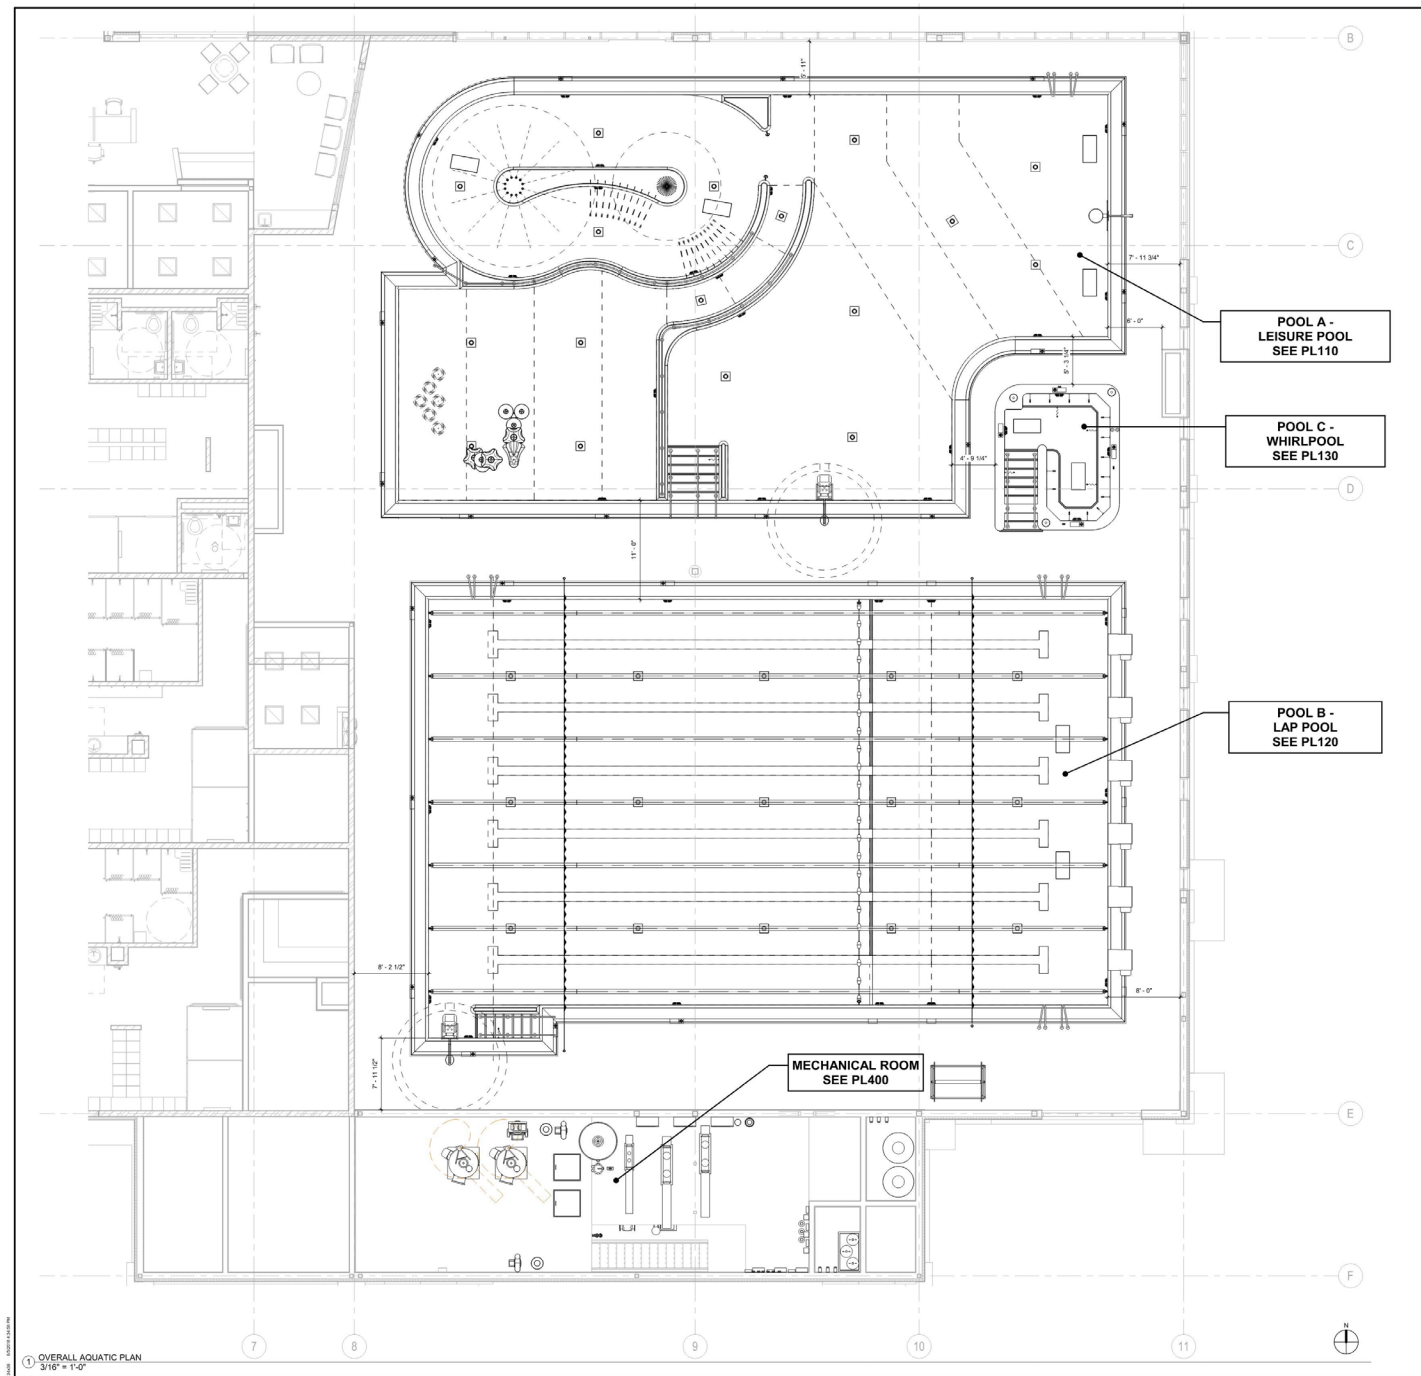 B
5' - 11"
C
7' - 11 3/4"
6' - 0"
POOL A -
LEISURE POOL
SEE PL110
5' - 3 1/4"
POOL C -
WHIRLPOOL
SEE PL130
4' - 9 1/4"
D
11' - 0"
POOL B -
LAP POOL
SEE PL120
8' - 2 1/2"
8' - 0"
7' - 11 1/2"
MECHANICAL ROOM
SEE PL400
E
F
N
7
8
9
10
11
1
OVERALL AQUATIC PLAN
3/16" = 1'-0"